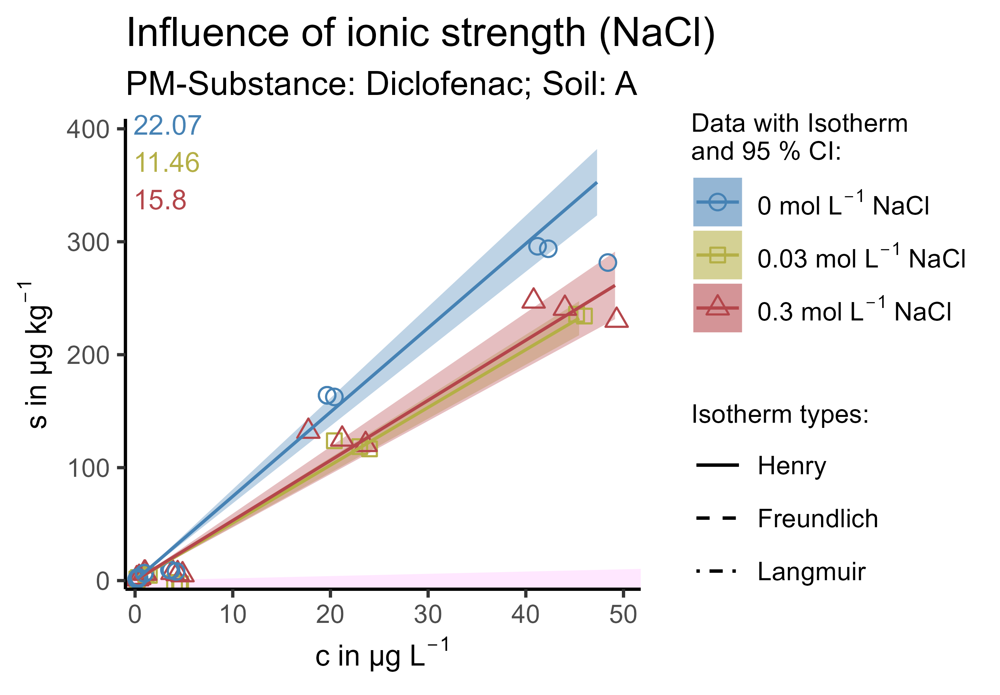 Influence of ionic strength (NaCl)
PM-Substance: Diclofenac; Soil: A
22.07
11.46
15.8
400
300
200
100
0
s in µg kg⁻¹
0 10 20 30 40 50
c in µg L⁻¹
Data with Isotherm
and 95 % CI:
0 mol L⁻¹ NaCl
0.03 mol L⁻¹ NaCl
0.3 mol L⁻¹ NaCl
Isotherm types:
Henry
Freundlich
Langmuir